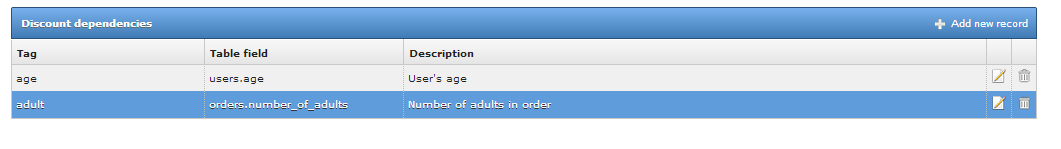 Discount dependencies Add new record
Tag Table field Description
age users.age User's age
adult orders.number_of_adults Number of adults in order